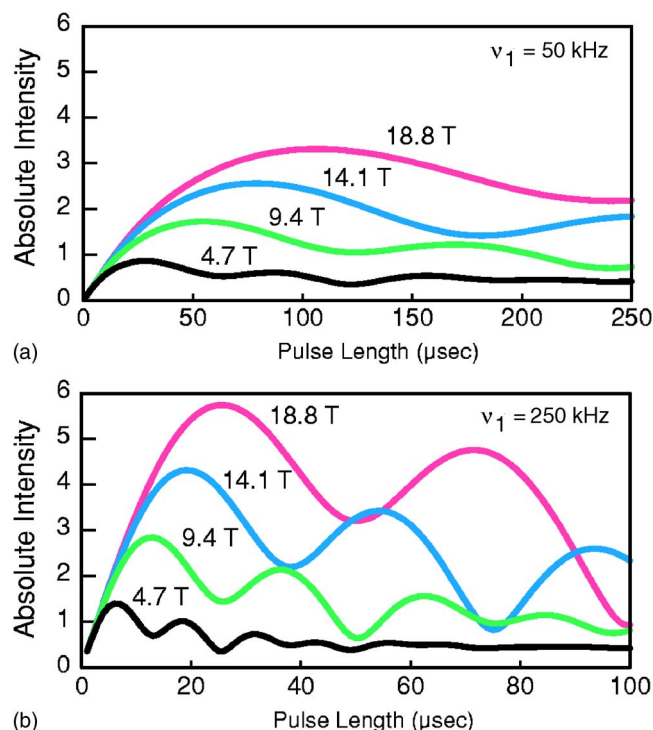 6
5
4
3
2
1
0
Absolute Intensity
ν1 = 50 kHz
18.8 T
14.1 T
9.4 T
4.7 T
0 50 100 150 200 250
(a) Pulse Length (μsec)
6
5
4
3
2
1
0
Absolute Intensity
ν1 = 250 kHz
18.8 T
14.1 T
9.4 T
4.7 T
0 20 40 60 80 100
(b) Pulse Length (μsec)